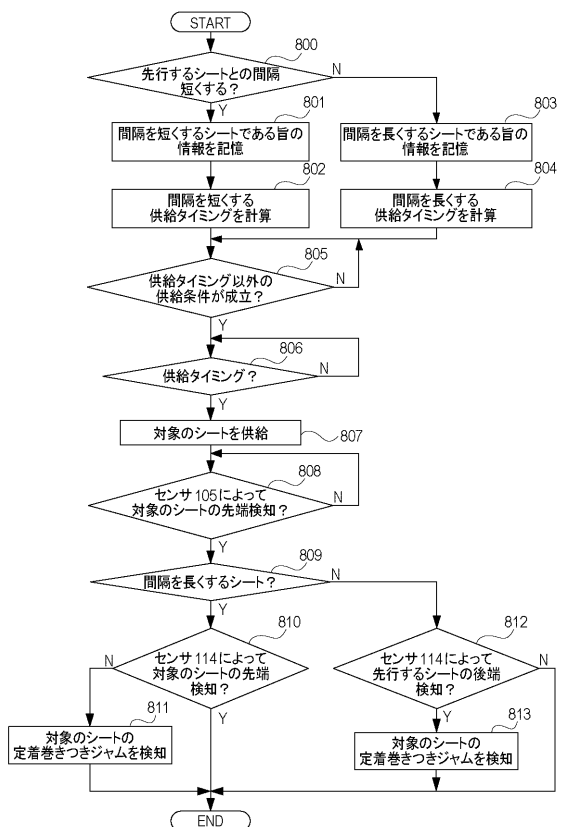 START
800
先行するシートとの間隔
短くする?
N
Y
801
間隔を短くするシートである旨の
情報を記憶
803
間隔を長くするシートである旨の
情報を記憶
802
間隔を短くする
供給タイミングを計算
804
間隔を長くする
供給タイミングを計算
805
供給タイミング以外の
供給条件が成立?
N
Y
806
供給タイミング?
N
Y
対象のシートを供給
807
808
センサ105によって
対象のシートの先端検知?
N
Y
809
間隔を長くするシート?
N
Y
810
センサ114によって
対象のシートの先端
検知?
N
Y
812
センサ114によって
先行するシートの後端
検知?
N
Y
811
対象のシートの
定着巻きつきジャムを検知
813
対象のシートの
定着巻きつきジャムを検知
END